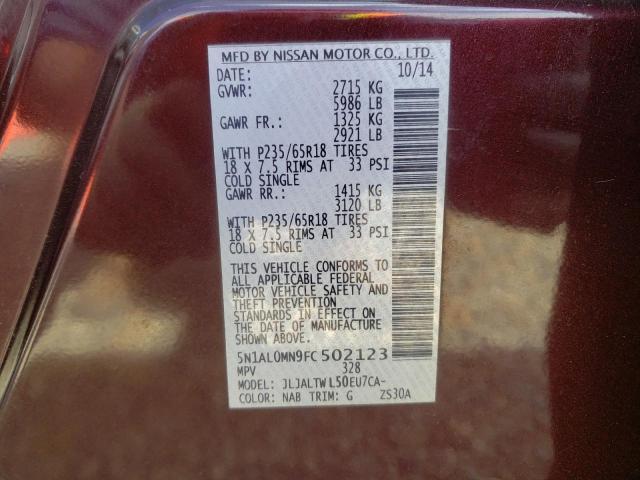 MFD BY NISSAN MOTOR CO., LTD.
DATE: 10/14
GVWR: 2715 KG
5986 LB
GAWR FR.: 1325 KG
2921 LB
WITH P235/65R18 TIRES
18 X 7.5 RIMS AT 33 PSI
COLD SINGLE
GAWR RR.: 1415 KG
3120 LB
WITH P235/65R18 TIRES
18 X 7.5 RIMS AT 33 PSI
COLD SINGLE
THIS VEHICLE CONFORMS TO
ALL APPLICABLE FEDERAL
MOTOR VEHICLE SAFETY AND
THEFT PREVENTION
STANDARDS IN EFFECT ON
THE DATE OF MANUFACTURE
SHOWN ABOVE.
5N1AL0MN9FC502123
MPV 328
MODEL: JLJALTWL50EU7CA-
COLOR: NAB TRIM: G ZS30A